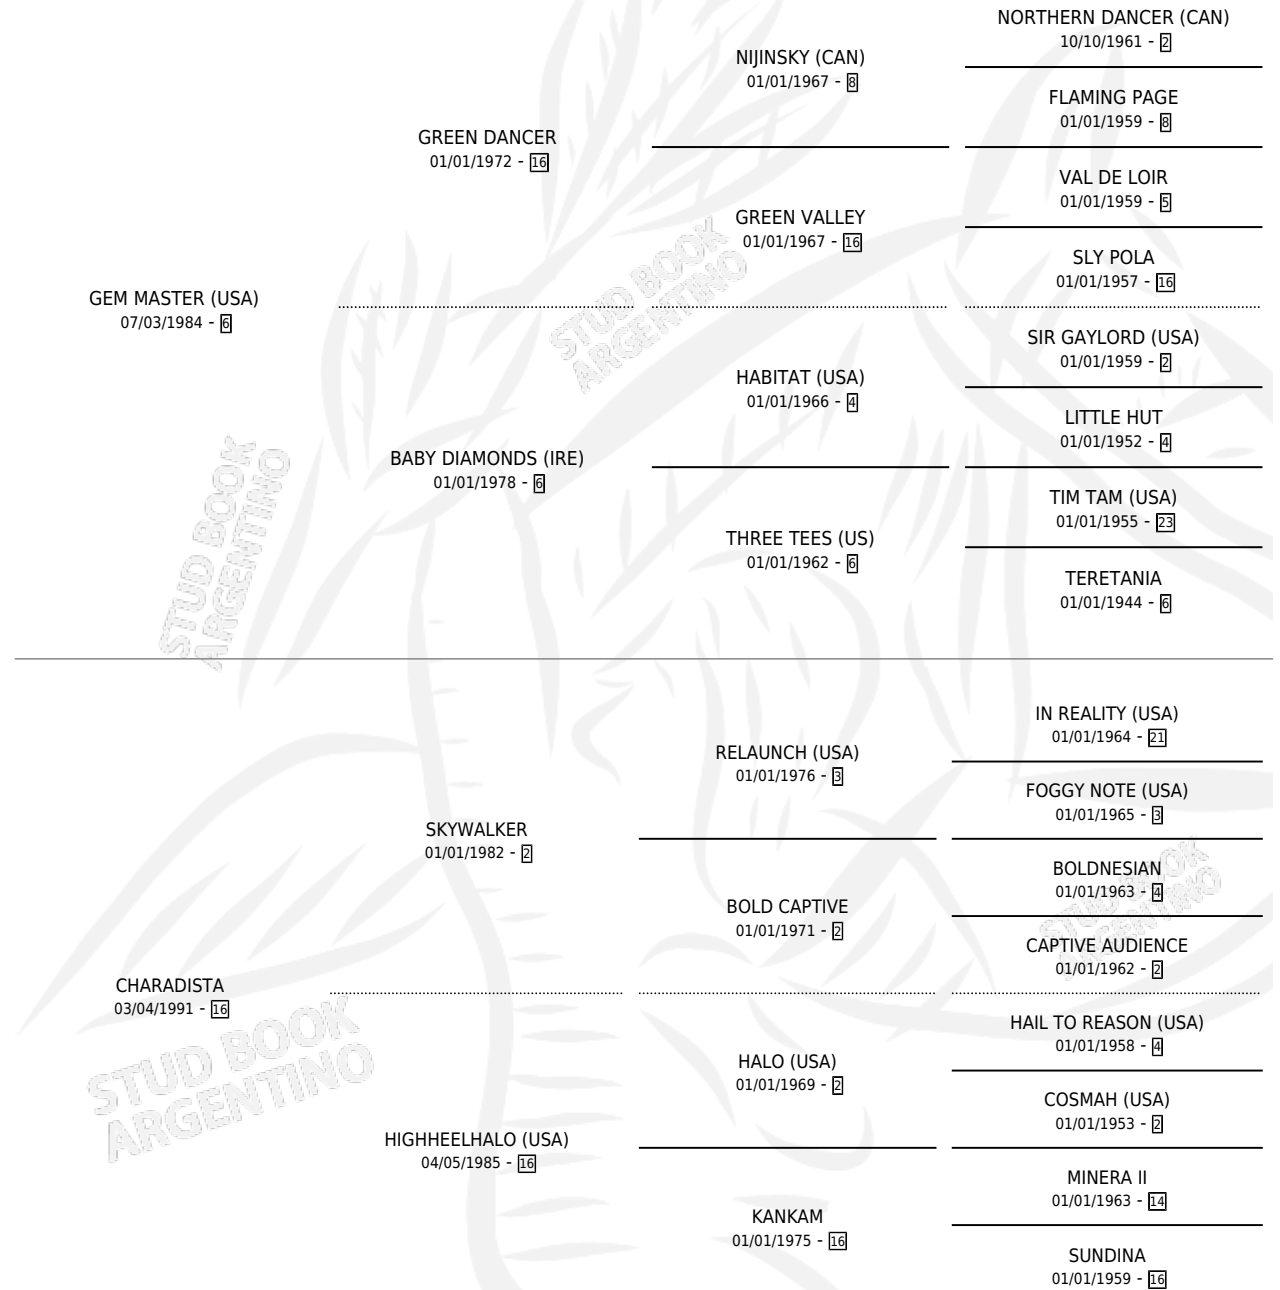 NORTHERN DANCER (CAN)
10/10/1961 - 2
NIJINSKY (CAN)
01/01/1967 - 8
FLAMING PAGE
01/01/1959 - 8
GREEN DANCER
01/01/1972 - 16
VAL DE LOIR
01/01/1959 - 5
GREEN VALLEY
01/01/1967 - 16
SLY POLA
01/01/1957 - 16
GEM MASTER (USA)
07/03/1984 - 6
SIR GAYLORD (USA)
01/01/1959 - 2
HABITAT (USA)
01/01/1966 - 4
LITTLE HUT
01/01/1952 - 4
BABY DIAMONDS (IRE)
01/01/1978 - 6
TIM TAM (USA)
01/01/1955 - 23
THREE TEES (US)
01/01/1962 - 6
TERETANIA
01/01/1944 - 6
IN REALITY (USA)
01/01/1964 - 21
RELAUNCH (USA)
01/01/1976 - 3
FOGGY NOTE (USA)
01/01/1965 - 3
SKYWALKER
01/01/1982 - 2
BOLDNESIAN
01/01/1963 - 4
BOLD CAPTIVE
01/01/1971 - 2
CAPTIVE AUDIENCE
01/01/1962 - 2
CHARADISTA
03/04/1991 - 16
HAIL TO REASON (USA)
01/01/1958 - 4
HALO (USA)
01/01/1969 - 2
COSMAH (USA)
01/01/1953 - 2
HIGHHEELHALO (USA)
04/05/1985 - 16
MINERA II
01/01/1963 - 14
KANKAM
01/01/1975 - 16
SUNDINA
01/01/1959 - 16
STUD BOOK
ARGENTINO
STUD BOOK
ARGENTINO
STUD BOOK
ARGENTINO
STUD BOOK
ARGENTINO